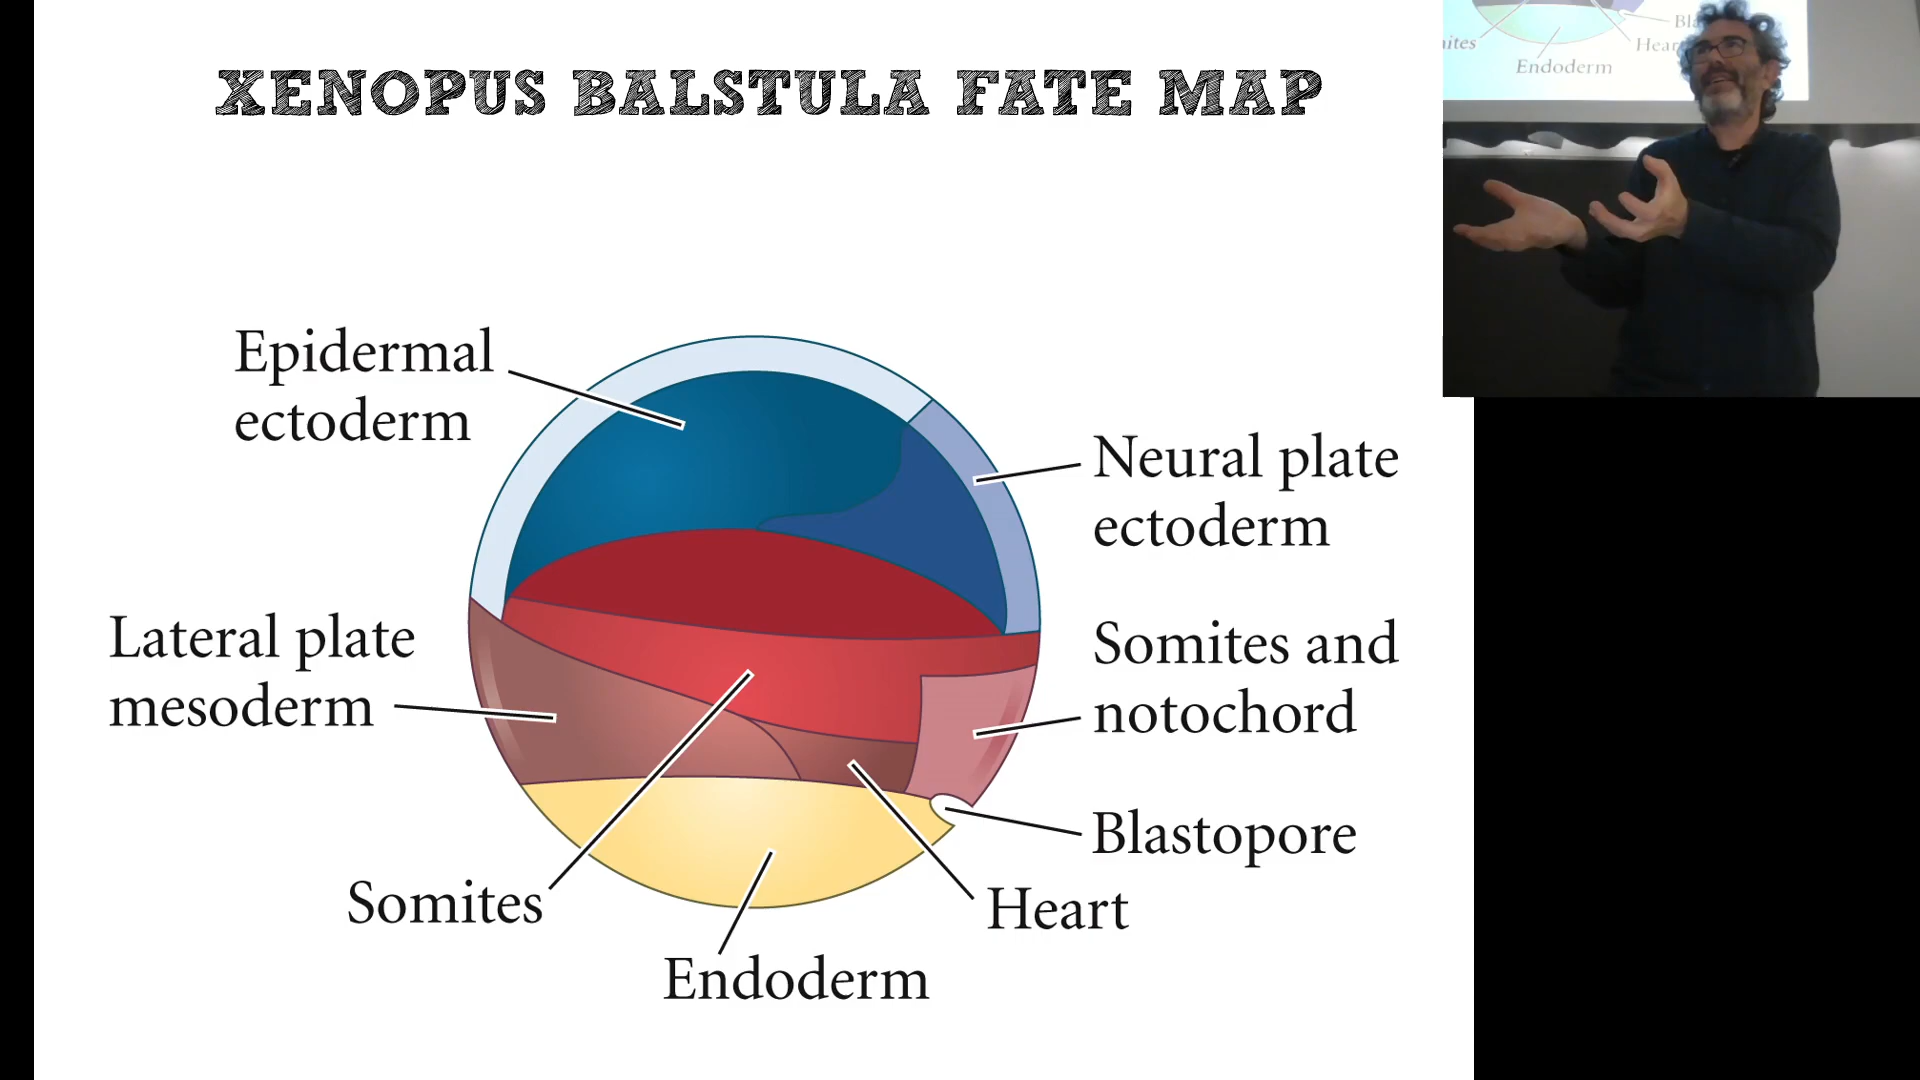 XENOPUS BALSTULA FATE MAP
Epidermal
ectoderm
Neural plate
ectoderm
Lateral plate
mesoderm
Somites and
notochord
Blastopore
Somites
Heart
Endoderm
Endoderm